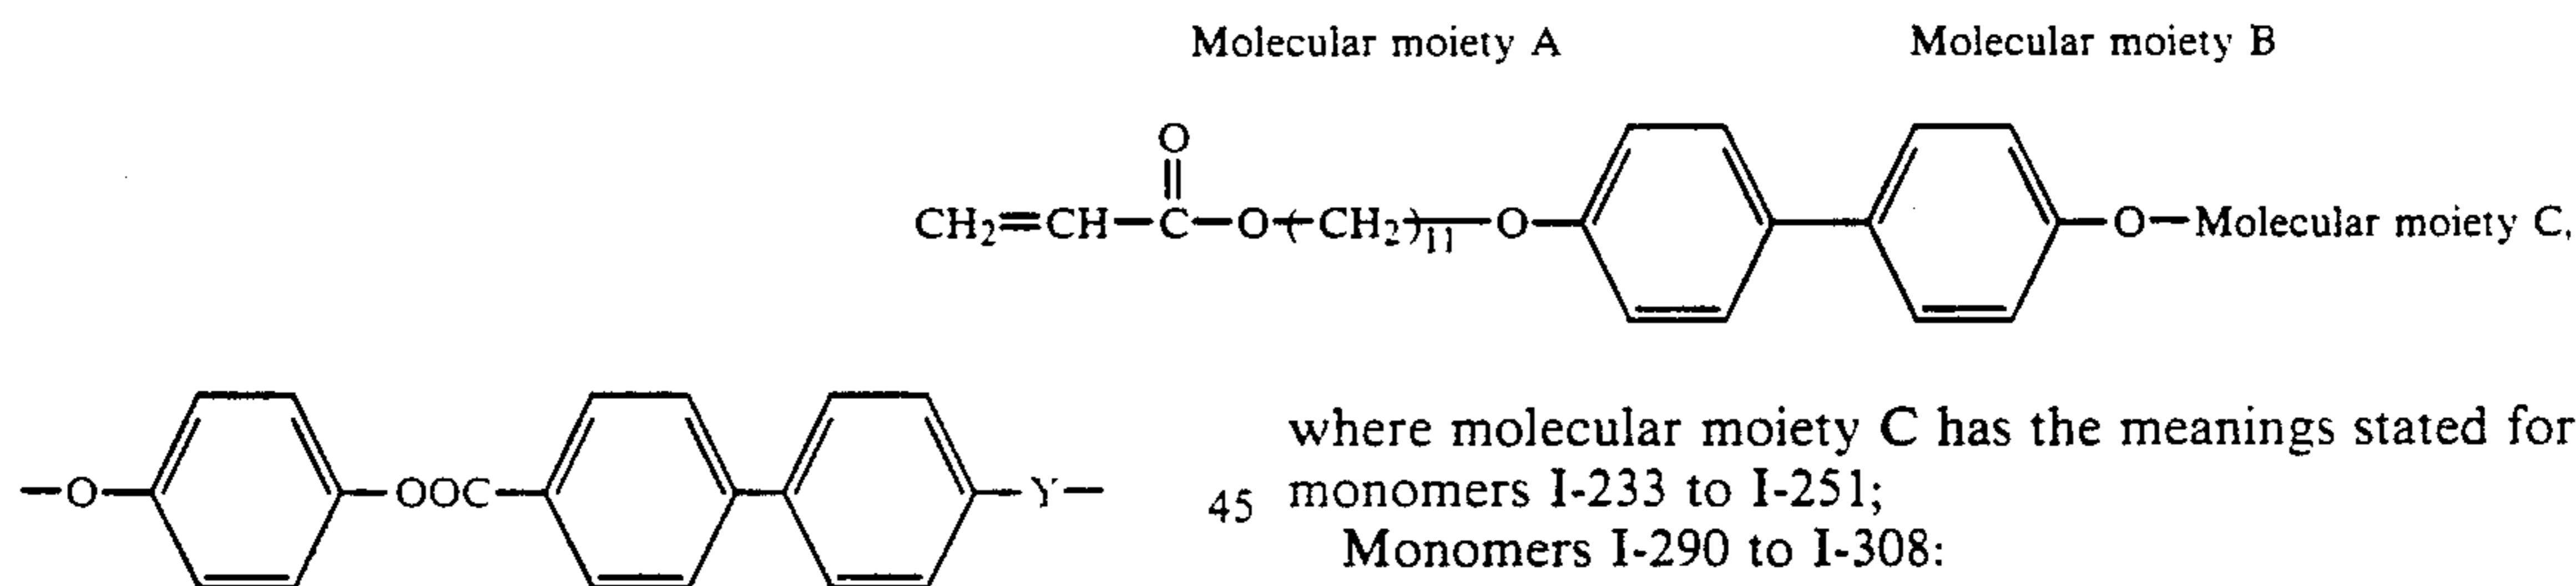 Molecular moiety A Molecular moiety B
O
CH2=CH—C—O—(CH2)11—O— —O—Molecular moiety C,
—O— —OOC— —Y—
where molecular moiety C has the meanings stated for
45 monomers I-233 to I-251;
Monomers I-290 to I-308: